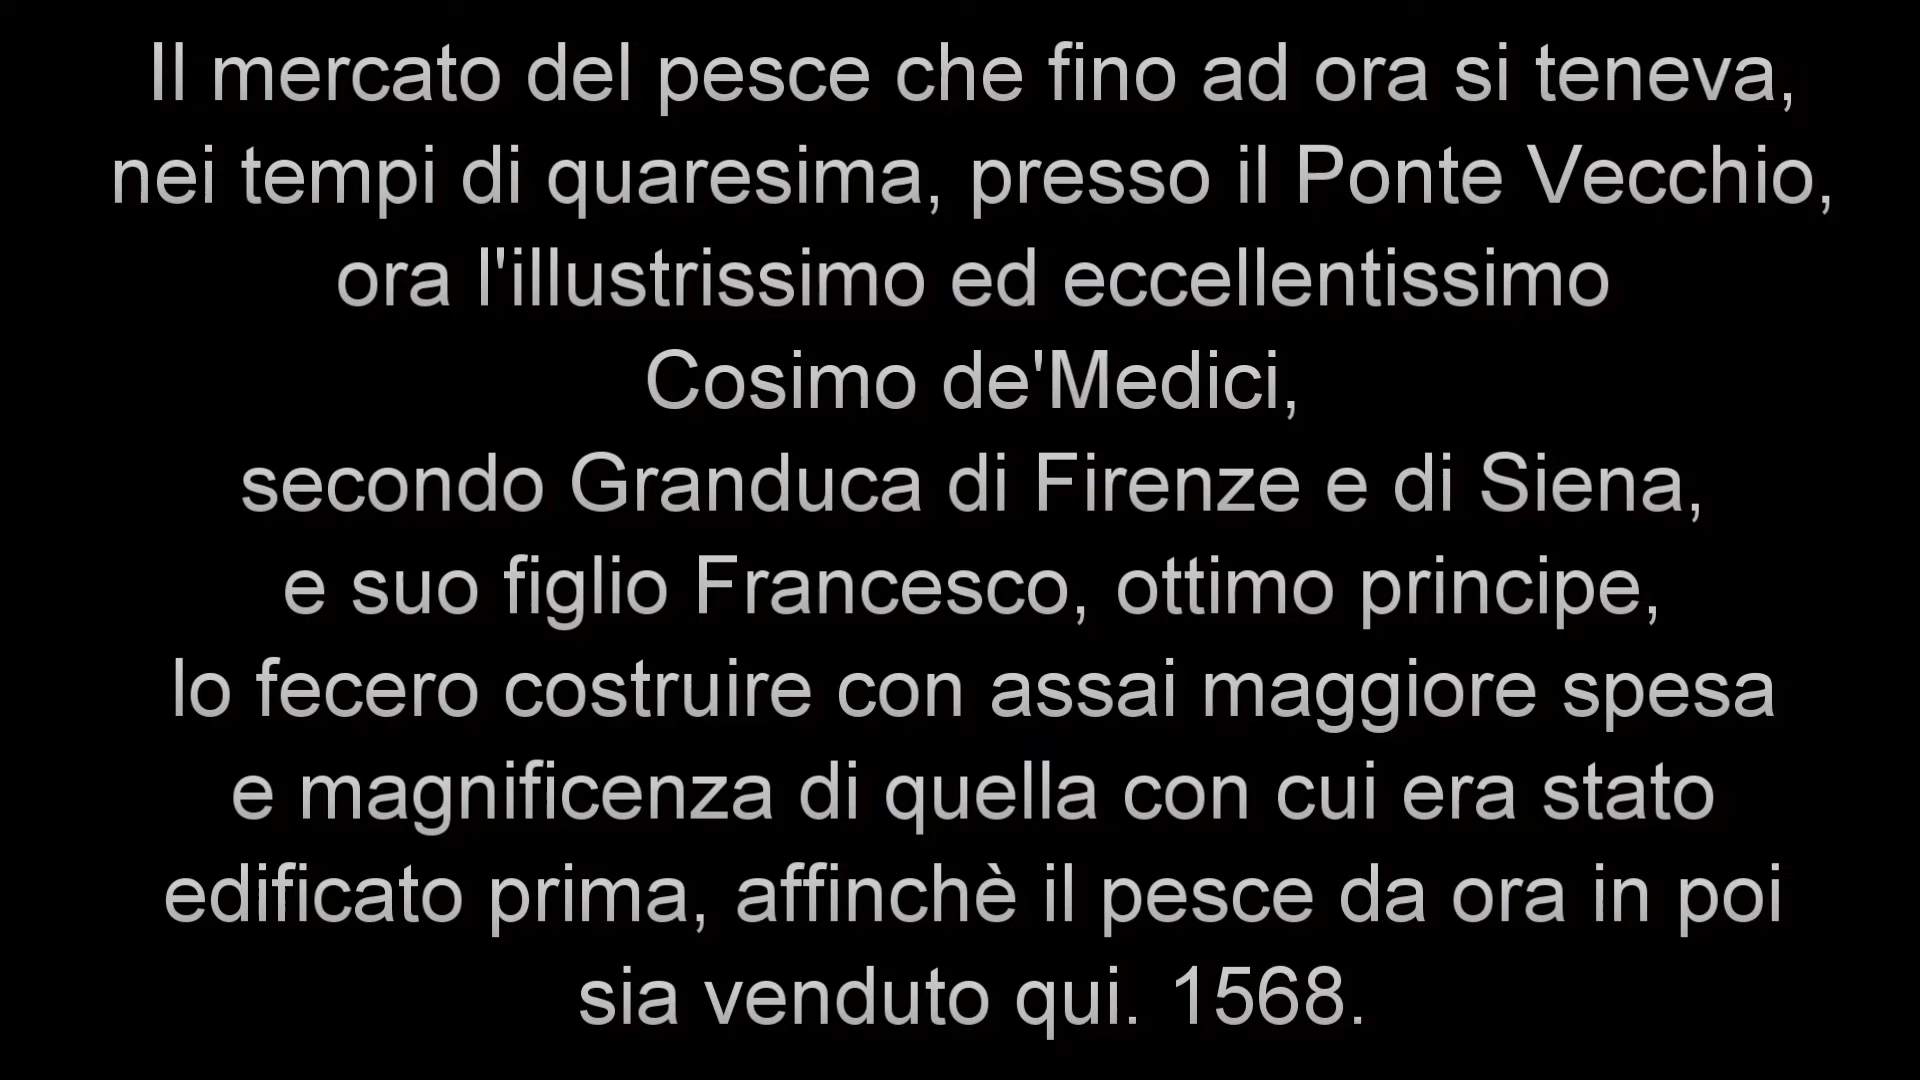 Il mercato del pesce che fino ad ora si teneva,
nei tempi di quaresima, presso il Ponte Vecchio,
ora l'illustrissimo ed eccellentissimo
Cosimo de'Medici,
secondo Granduca di Firenze e di Siena,
e suo figlio Francesco, ottimo principe,
lo fecero costruire con assai maggiore spesa
e magnificenza di quella con cui era stato
edificato prima, affinchè il pesce da ora in poi
sia venduto qui. 1568.